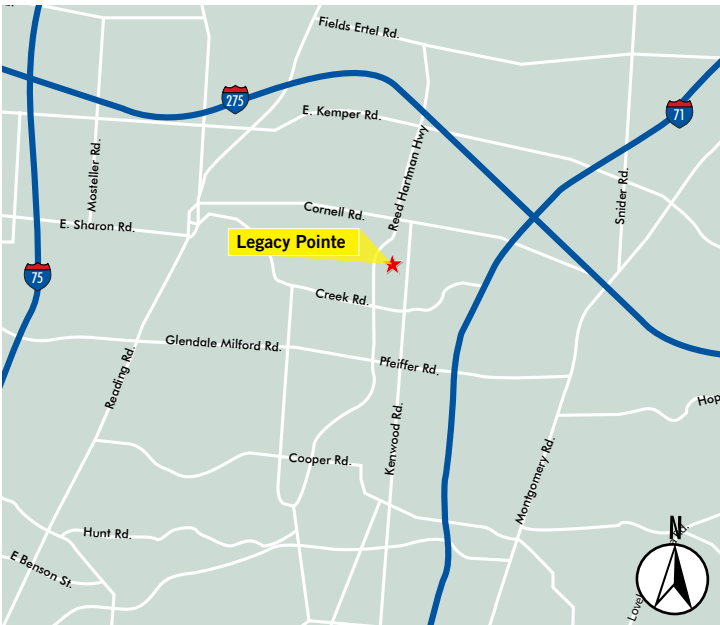 Fields Ertel Rd.
275
71
E. Kemper Rd.
Mosteller Rd.
Reed Hartman Hwy
Snider Rd.
Cornell Rd.
E. Sharon Rd.
Legacy Pointe
75
Creek Rd.
Glendale Milford Rd.
Pfeiffer Rd.
Reading Rd.
Hop
Kenwood Rd.
Cooper Rd.
Montgomery Rd.
Hunt Rd.
N
Rd.
E Benson St.
Lovel